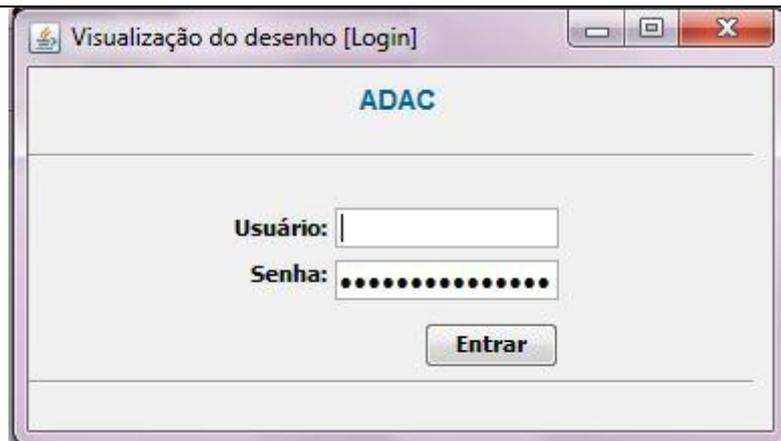 Visualização do desenho [Login]
ADAC
Usuário:
Senha: •••••••••••••••
Entrar